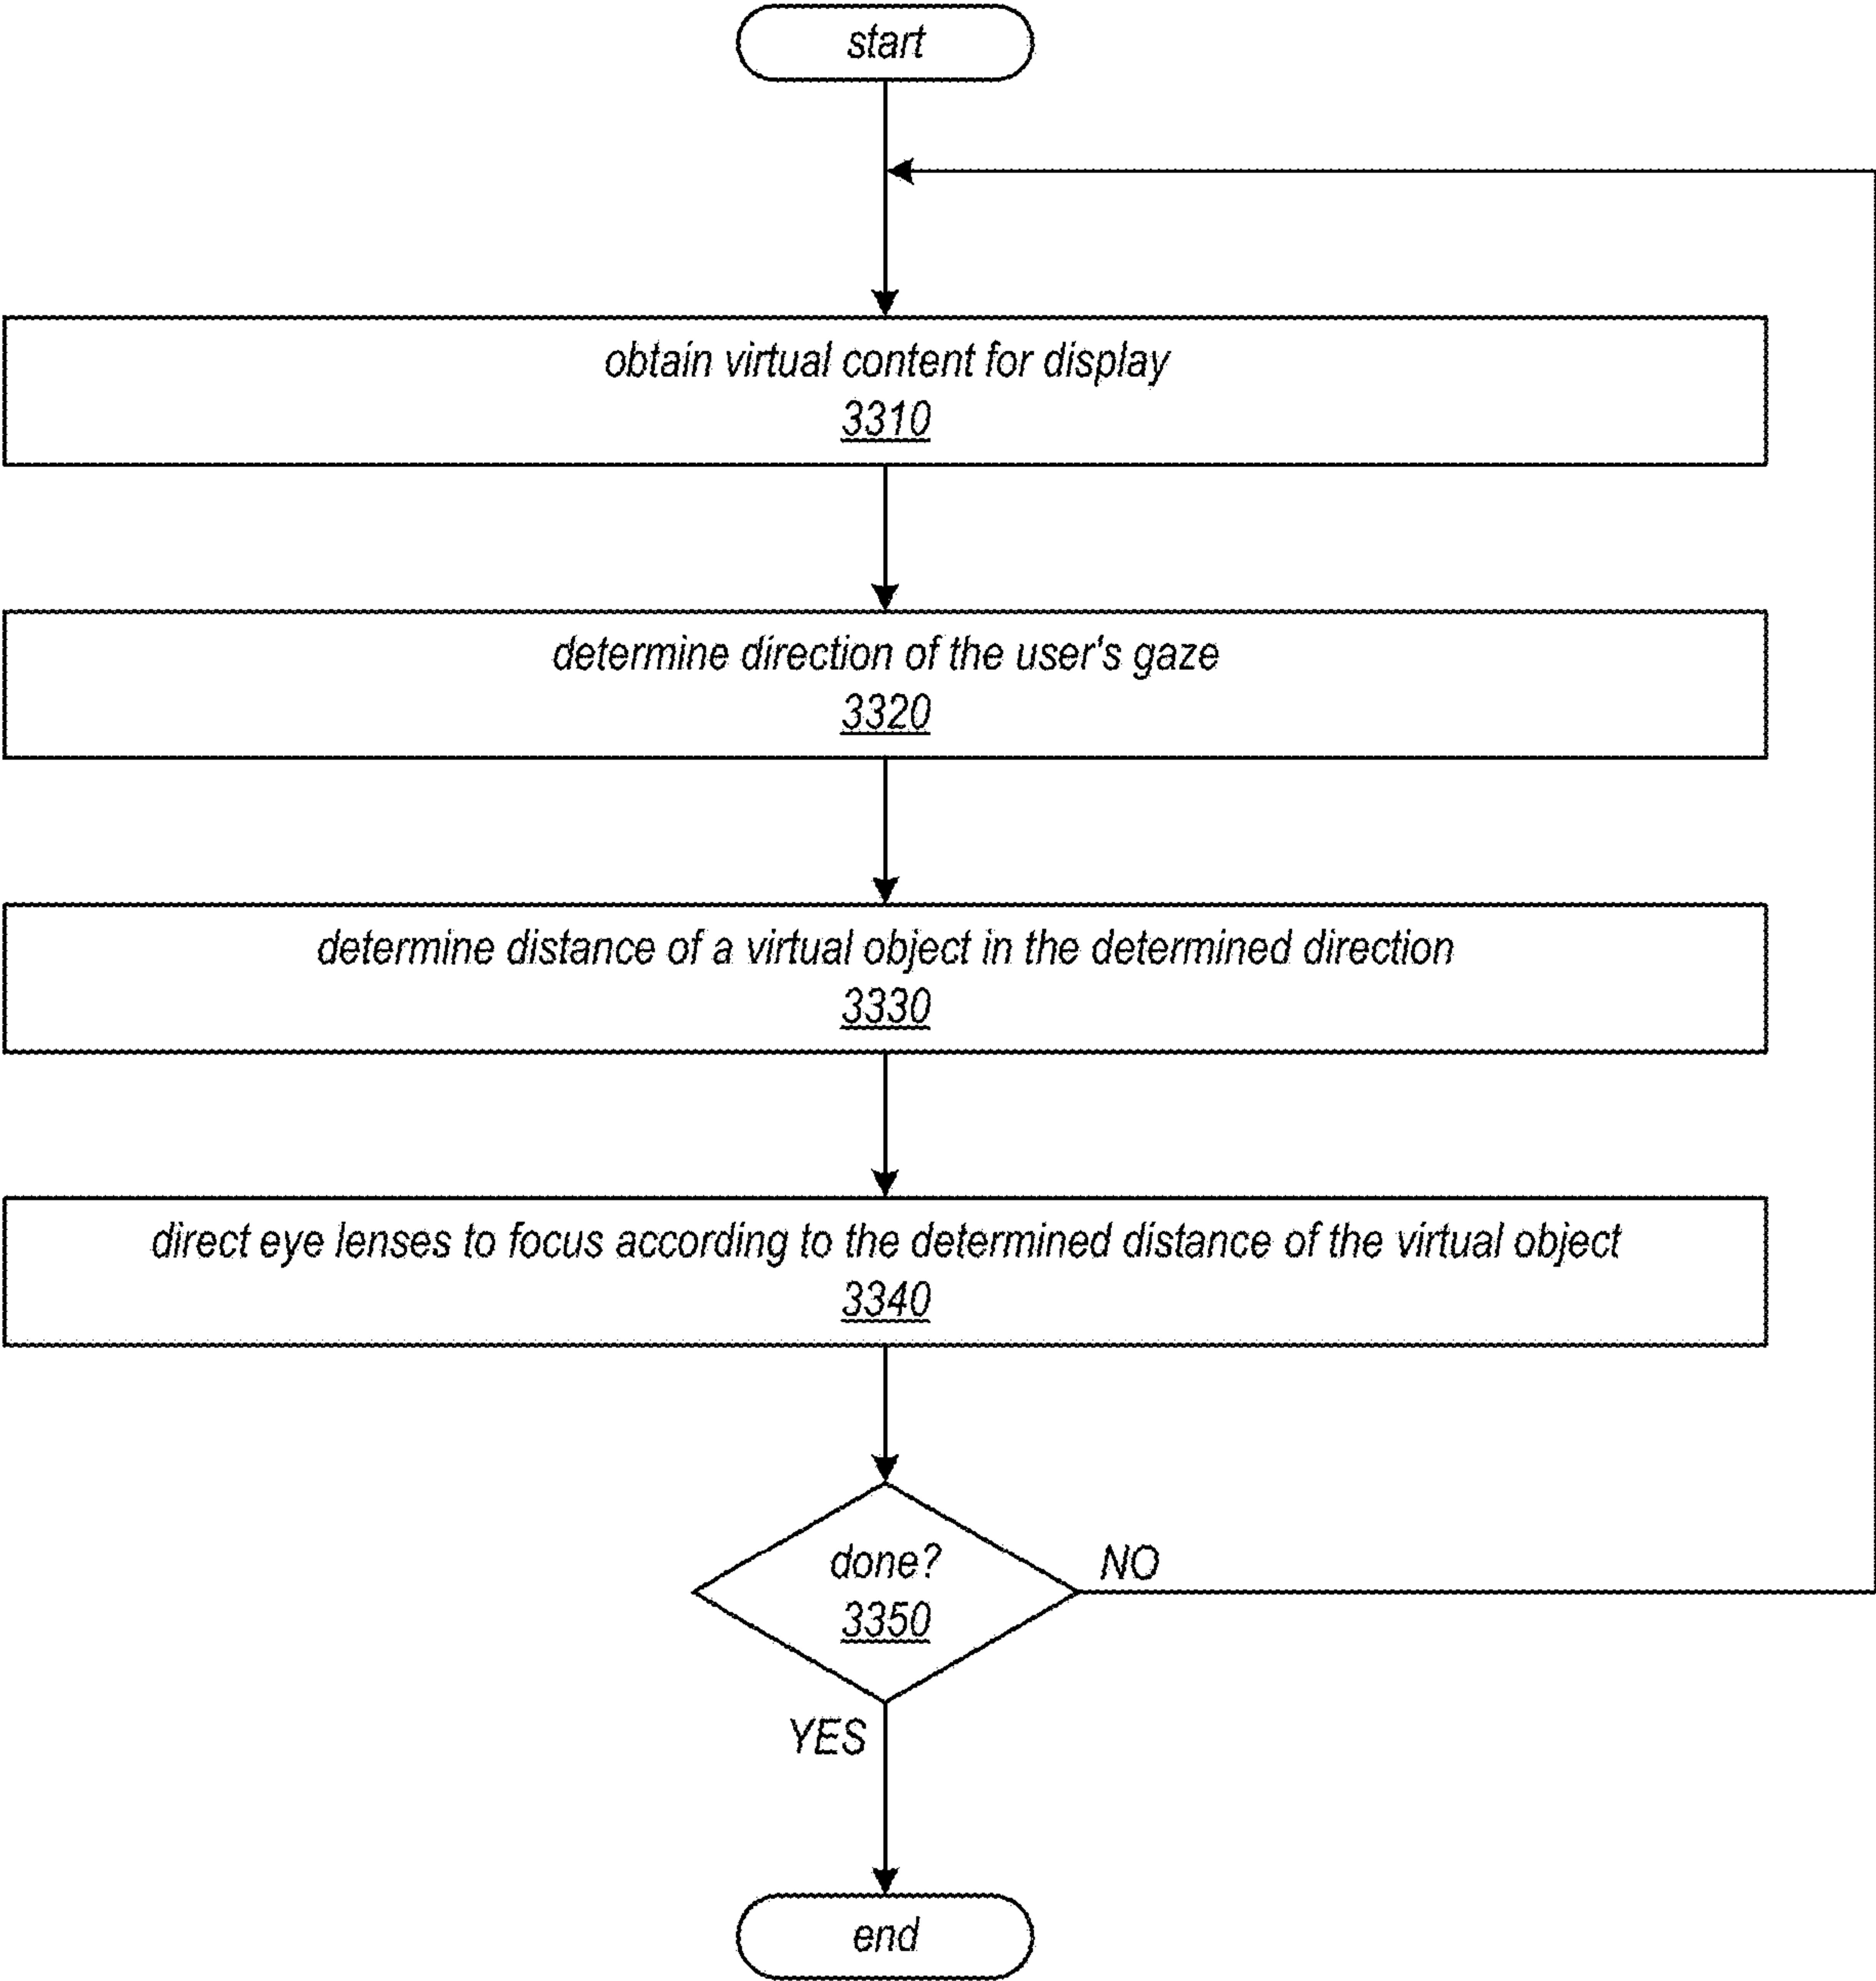 start
obtain virtual content for display
3310
determine direction of the user's gaze
3320
determine distance of a virtual object in the determined direction
3330
direct eye lenses to focus according to the determined distance of the virtual object
3340
done?
3350
NO
YES
end